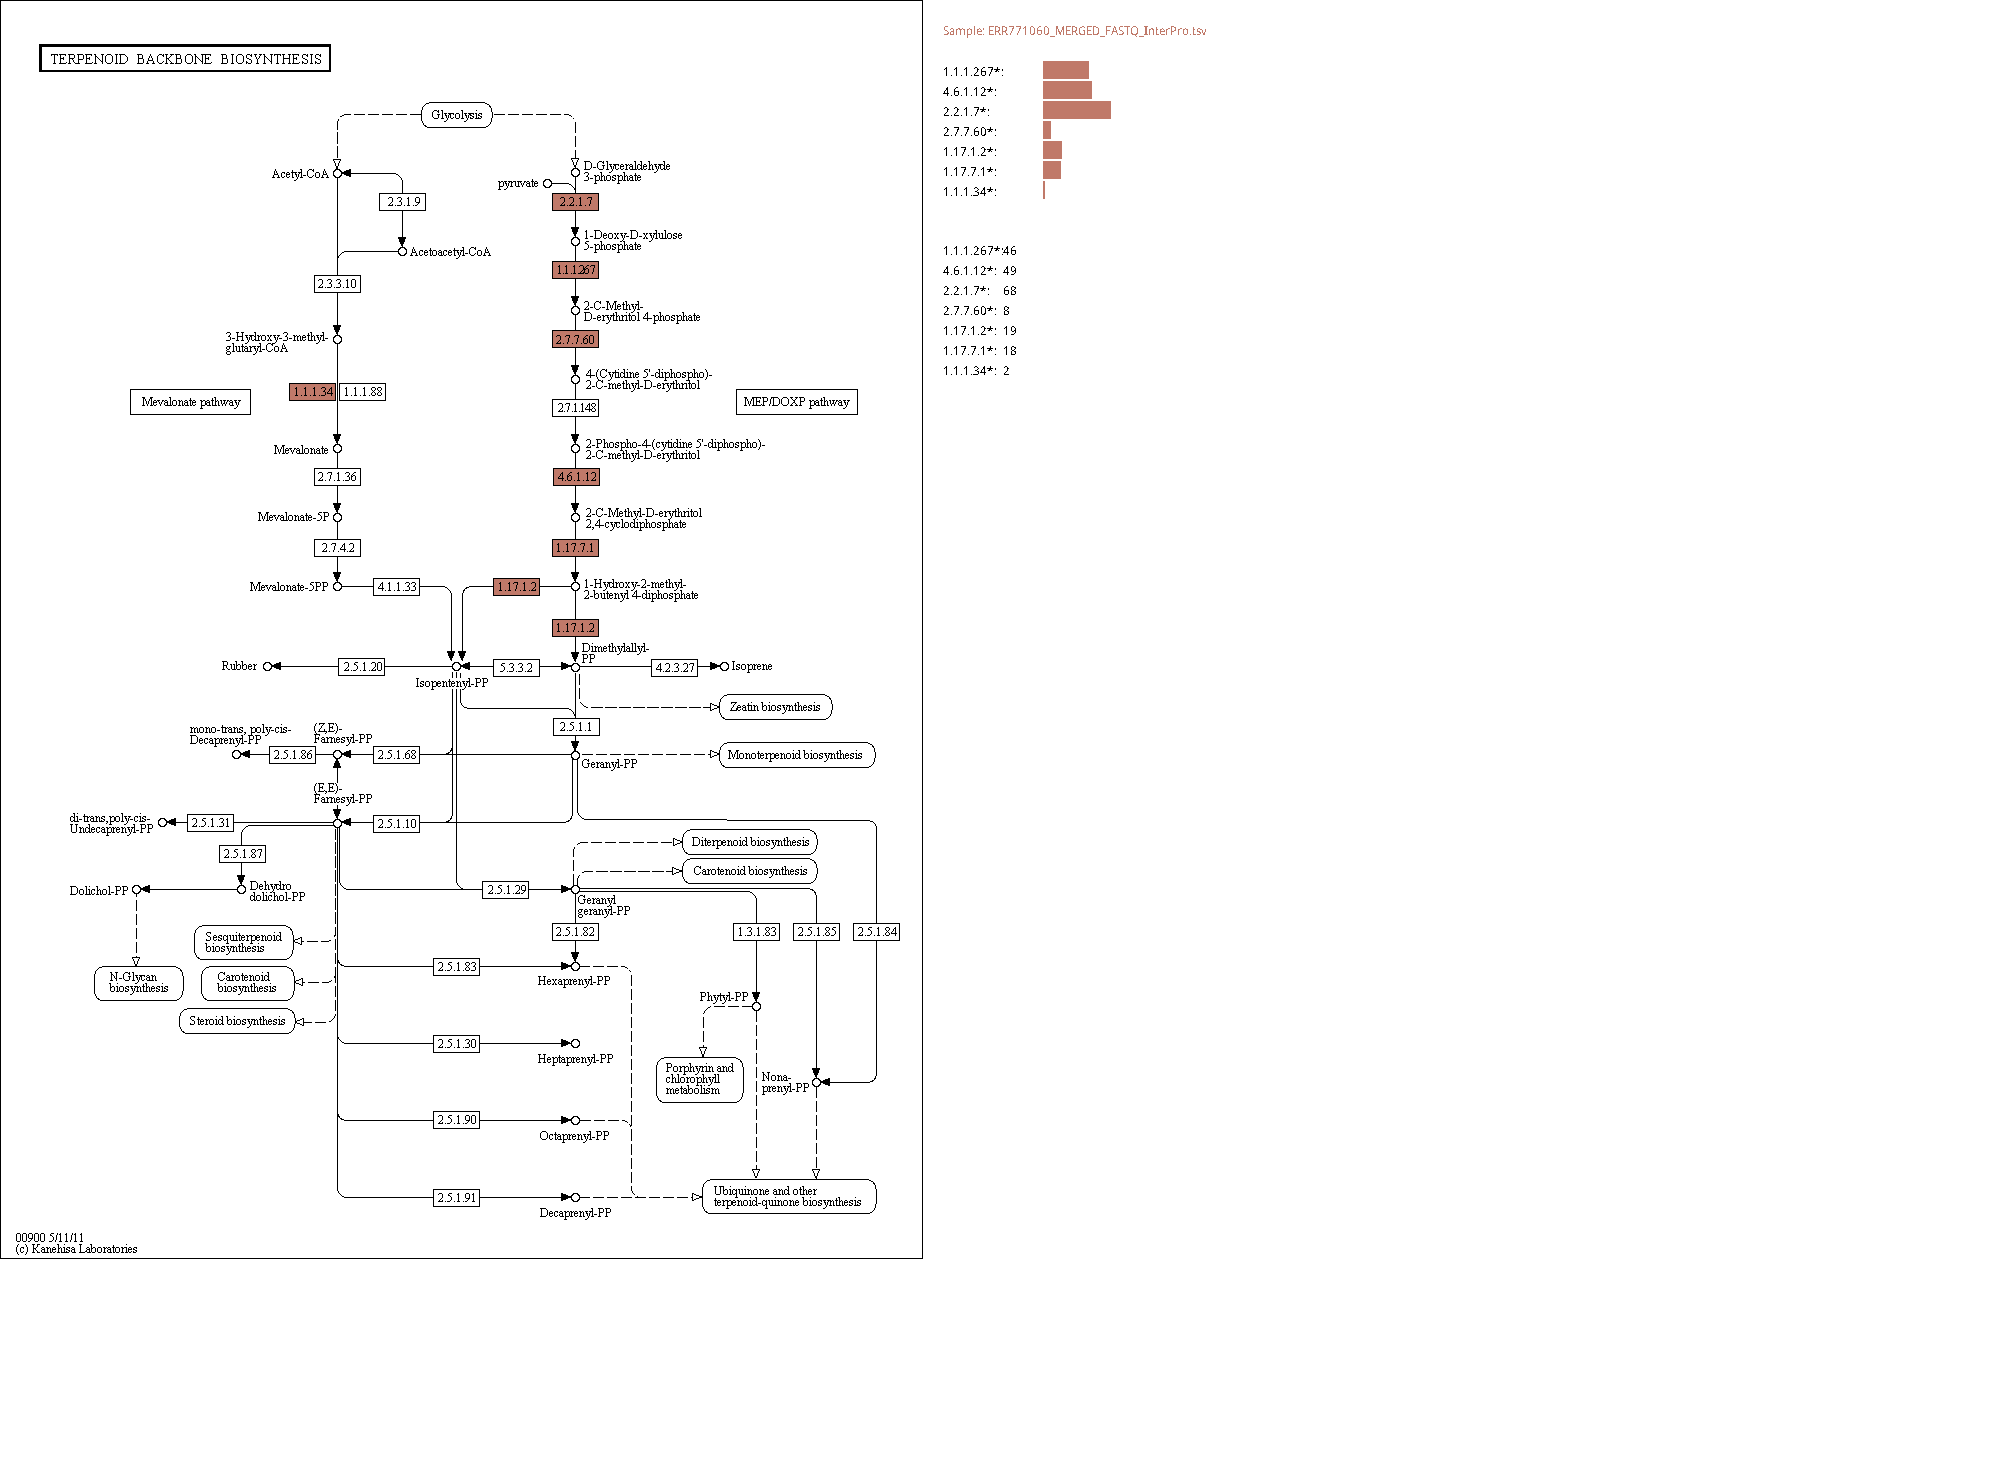 TERPENOID BACKBONE BIOSYNTHESIS
Glycolysis
Acetyl-CoA
2.3.1.9
Acetoacetyl-CoA
2.3.3.10
3-Hydroxy-3-methyl-
glutaryl-CoA
1.1.1.34
1.1.1.88
Mevalonate pathway
Mevalonate
2.7.1.36
Mevalonate-5P
2.7.4.2
Mevalonate-5PP
4.1.1.33
D-Glyceraldehyde
3-phosphate
pyruvate
2.2.1.7
1-Deoxy-D-xylulose
5-phosphate
1.1.1.267
2-C-Methyl-
D-erythritol 4-phosphate
2.7.7.60
4-(Cytidine 5'-diphospho)-
2-C-methyl-D-erythritol
MEP/DOXP pathway
2.7.1.148
2-Phospho-4-(cytidine 5'-diphospho)-
2-C-methyl-D-erythritol
4.6.1.12
2-C-Methyl-D-erythritol
2,4-cyclodiphosphate
1.17.7.1
1.17.1.2
1-Hydroxy-2-methyl-
2-butenyl 4-diphosphate
1.17.1.2
Dimethylallyl-
PP
Rubber
2.5.1.20
Isopentenyl-PP
5.3.3.2
4.2.3.27
Isoprene
Zeatin biosynthesis
2.5.1.1
mono-trans, poly-cis-
Decaprenyl-PP
2.5.1.86
(Z,E)-
Farnesyl-PP
2.5.1.68
Geranyl-PP
Monoterpenoid biosynthesis
(E,E)-
Farnesyl-PP
di-trans,poly-cis-
Undecaprenyl-PP
2.5.1.31
2.5.1.10
2.5.1.87
Diterpenoid biosynthesis
Carotenoid biosynthesis
Dolichol-PP
Dehydro
dolichol-PP
2.5.1.29
Geranyl
geranyl-PP
2.5.1.82
1.3.1.83
2.5.1.85
2.5.1.84
Sesquiterpenoid
biosynthesis
N-Glycan
biosynthesis
Carotenoid
biosynthesis
Steroid biosynthesis
2.5.1.83
Hexaprenyl-PP
Phytyl-PP
2.5.1.30
Heptaprenyl-PP
Porphyrin and
chlorophyll
metabolism
Nona-
prenyl-PP
2.5.1.90
Octaprenyl-PP
2.5.1.91
Decaprenyl-PP
Ubiquinone and other
terpenoid-quinone biosynthesis
00900 5/11/11
(c) Kanehisa Laboratories
Sample: ERR771060_MERGED_FASTQ_InterPro.tsv
1.1.1.267*:
4.6.1.12*:
2.2.1.7*:
2.7.7.60*:
1.17.1.2*:
1.17.7.1*:
1.1.1.34*:
1.1.1.267*:46
4.6.1.12*: 49
2.2.1.7*: 68
2.7.7.60*: 8
1.17.1.2*: 19
1.17.7.1*: 18
1.1.1.34*: 2